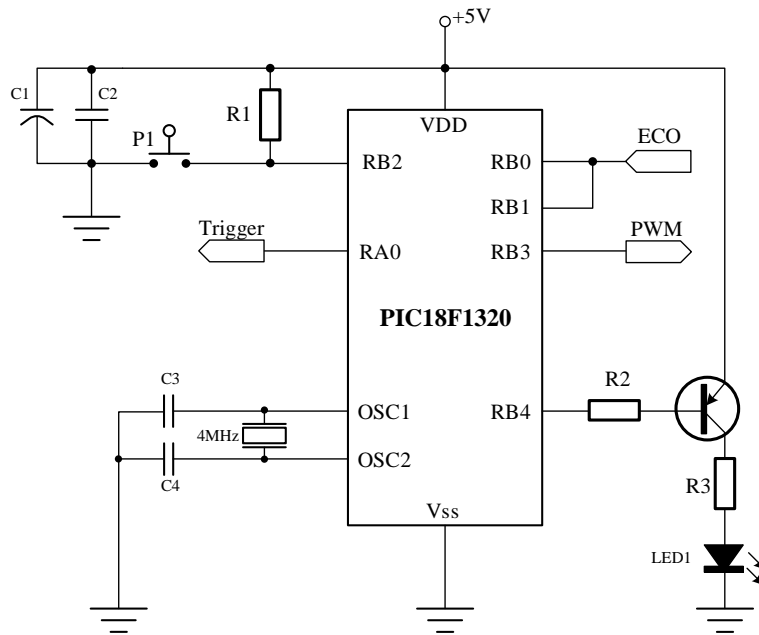 +5V
C1
C2
R1
P1
VDD
RB2
RB0
ECO
RB1
Trigger
RA0
RB3
PWM
PIC18F1320
C3
OSC1
4MHz
C4
OSC2
RB4
R2
R3
Vss
LED1